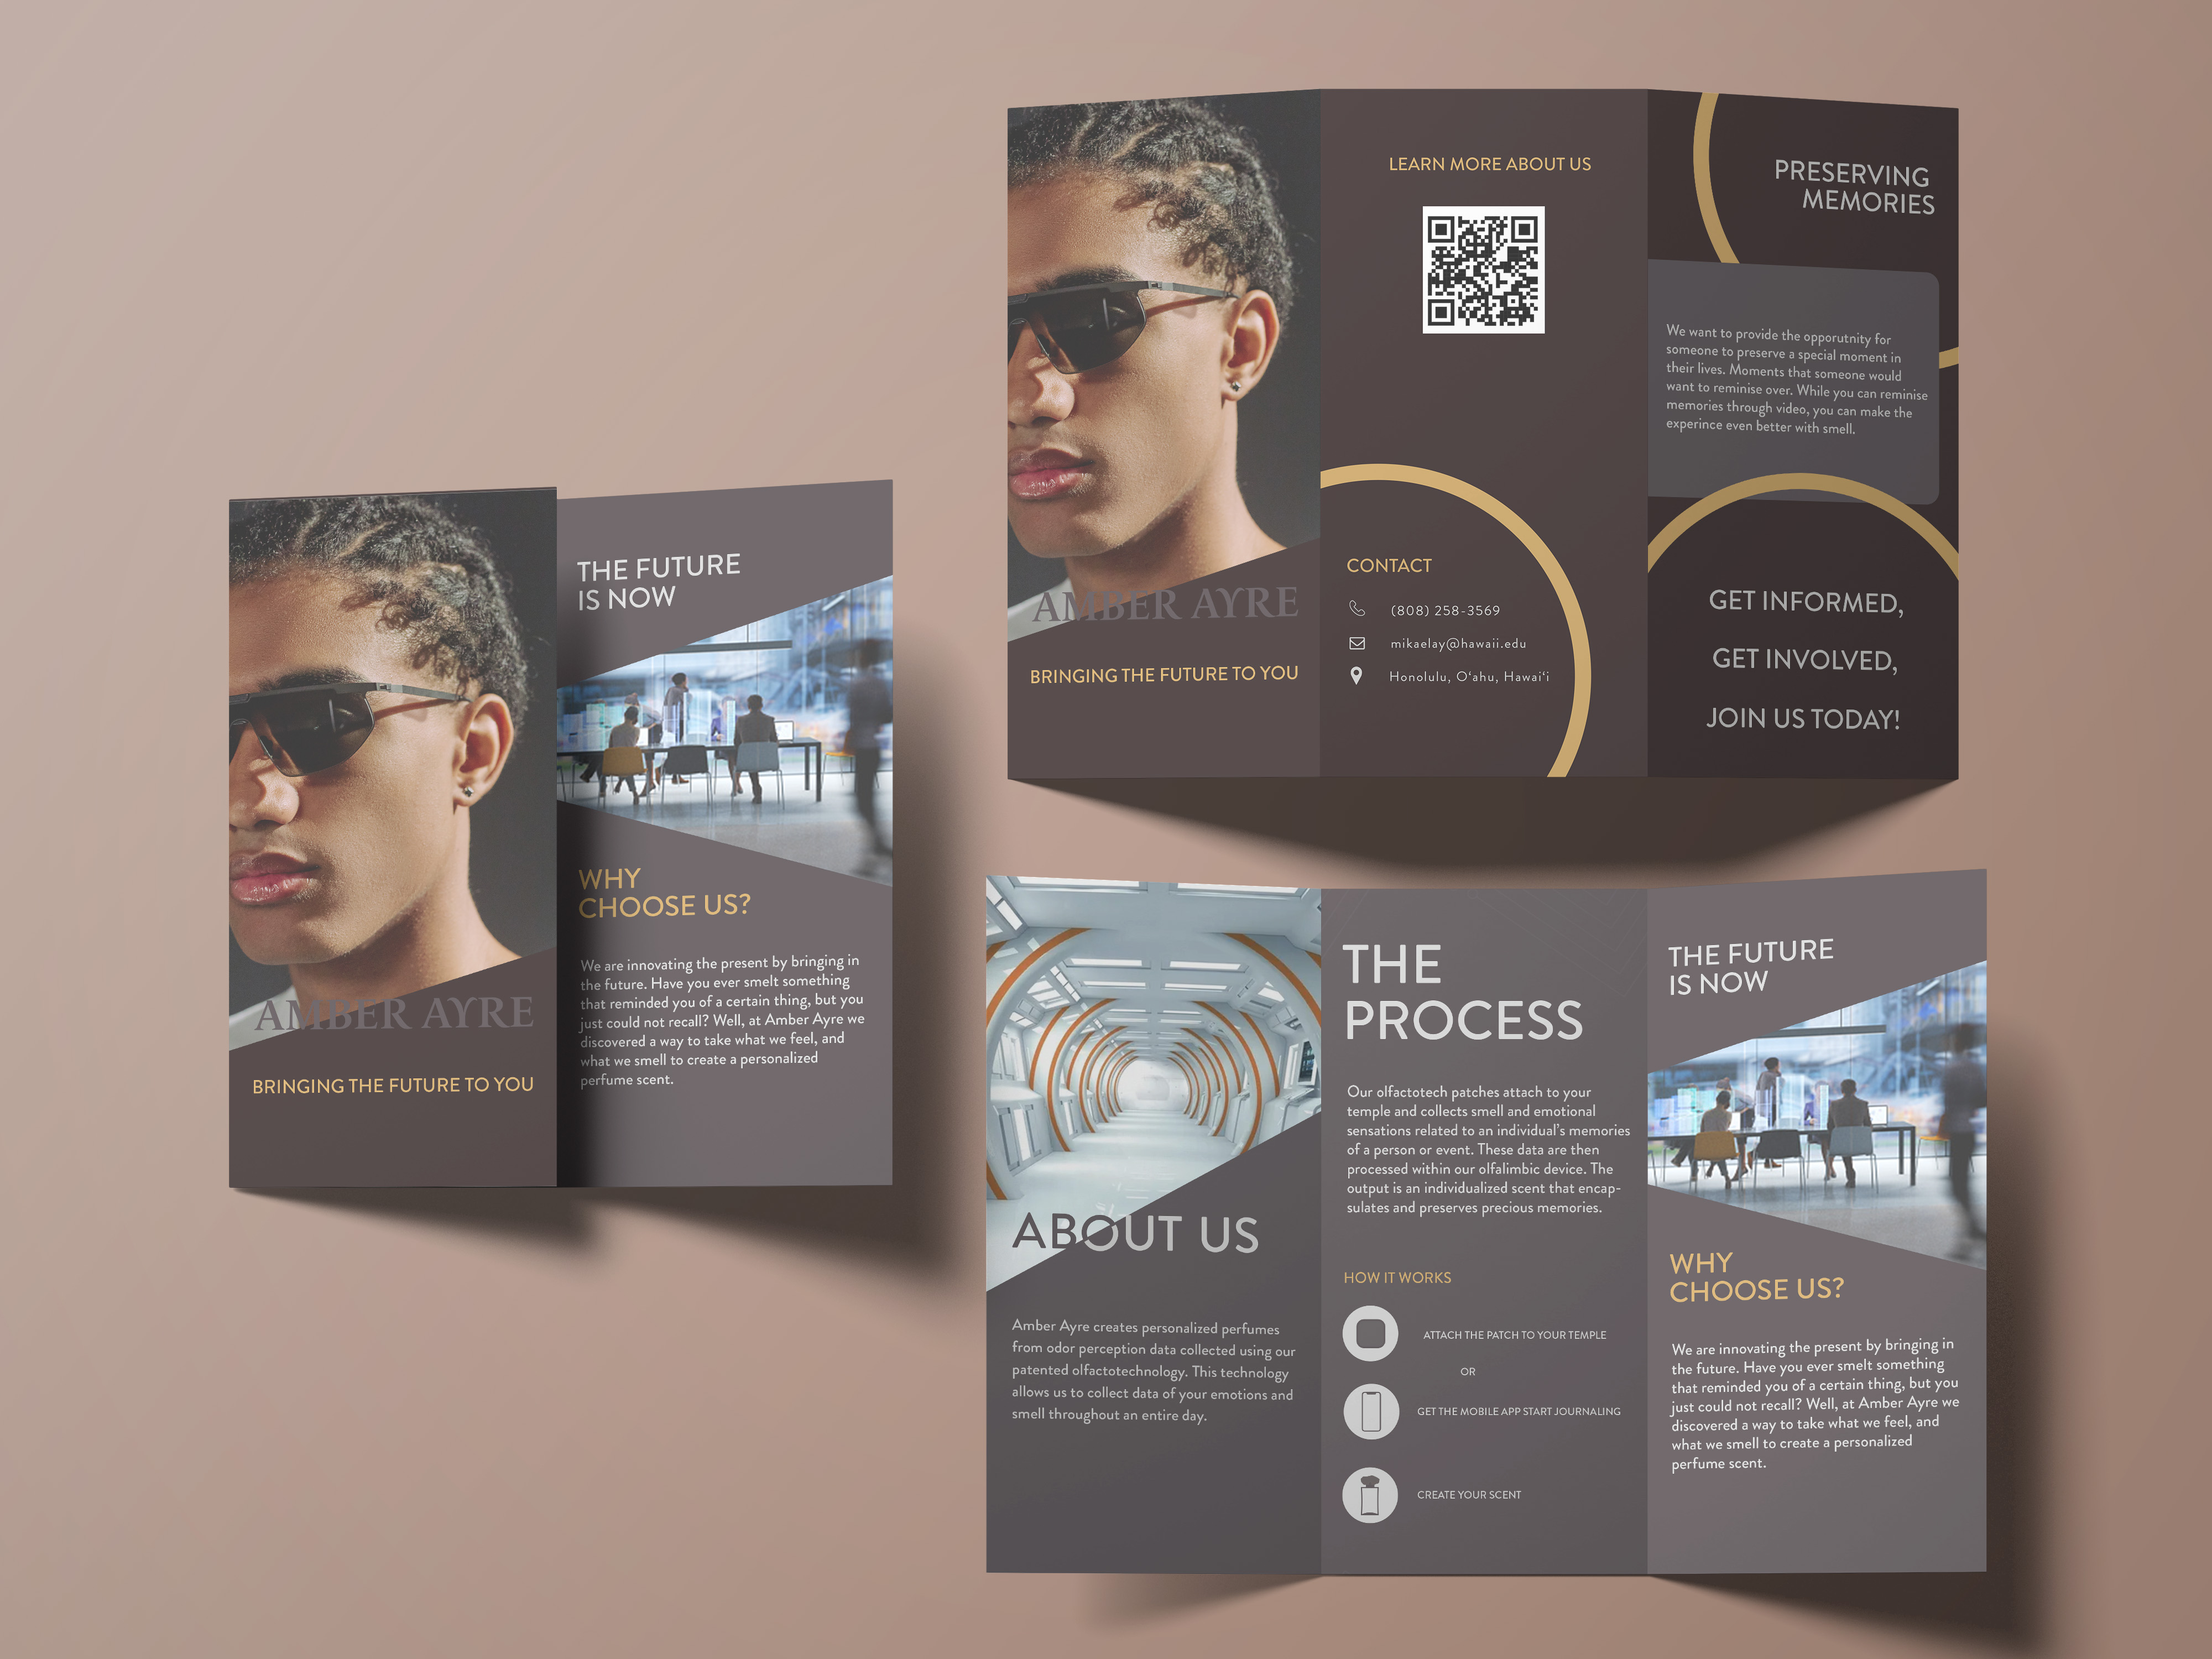 AMBER AYRE
BRINGING THE FUTURE TO YOU
THE FUTURE
IS NOW
WHY
CHOOSE US?
We are innovating the present by bringing in
the future. Have you ever smelt something
that reminded you of a certain thing, but you
just could not recall? Well, at Amber Ayre we
discovered a way to take what we feel, and
what we smell to create a personalized
perfume scent.
AMBER AYRE
BRINGING THE FUTURE TO YOU
LEARN MORE ABOUT US
CONTACT
(808) 258-3569
mikaelay@hawaii.edu
Honolulu, Oʻahu, Hawaiʻi
PRESERVING
MEMORIES
We want to provide the opporutnity for
someone to preserve a special moment in
their lives. Moments that someone would
want to reminise over. While you can reminise
memories through video, you can make the
experince even better with smell.
GET INFORMED,
GET INVOLVED,
JOIN US TODAY!
ABOUT US
Amber Ayre creates personalized perfumes
from odor perception data collected using our
patented olfactotechnology. This technology
allows us to collect data of your emotions and
smell throughout an entire day.
THE
PROCESS
Our olfactotech patches attach to your
temple and collects smell and emotional
sensations related to an individual's memories
of a person or event. These data are then
processed within our olfalimbic device. The
output is an individualized scent that encap-
sulates and preserves precious memories.
HOW IT WORKS
ATTACH THE PATCH TO YOUR TEMPLE
OR
GET THE MOBILE APP START JOURNALING
CREATE YOUR SCENT
THE FUTURE
IS NOW
WHY
CHOOSE US?
We are innovating the present by bringing in
the future. Have you ever smelt something
that reminded you of a certain thing, but you
just could not recall? Well, at Amber Ayre we
discovered a way to take what we feel, and
what we smell to create a personalized
perfume scent.